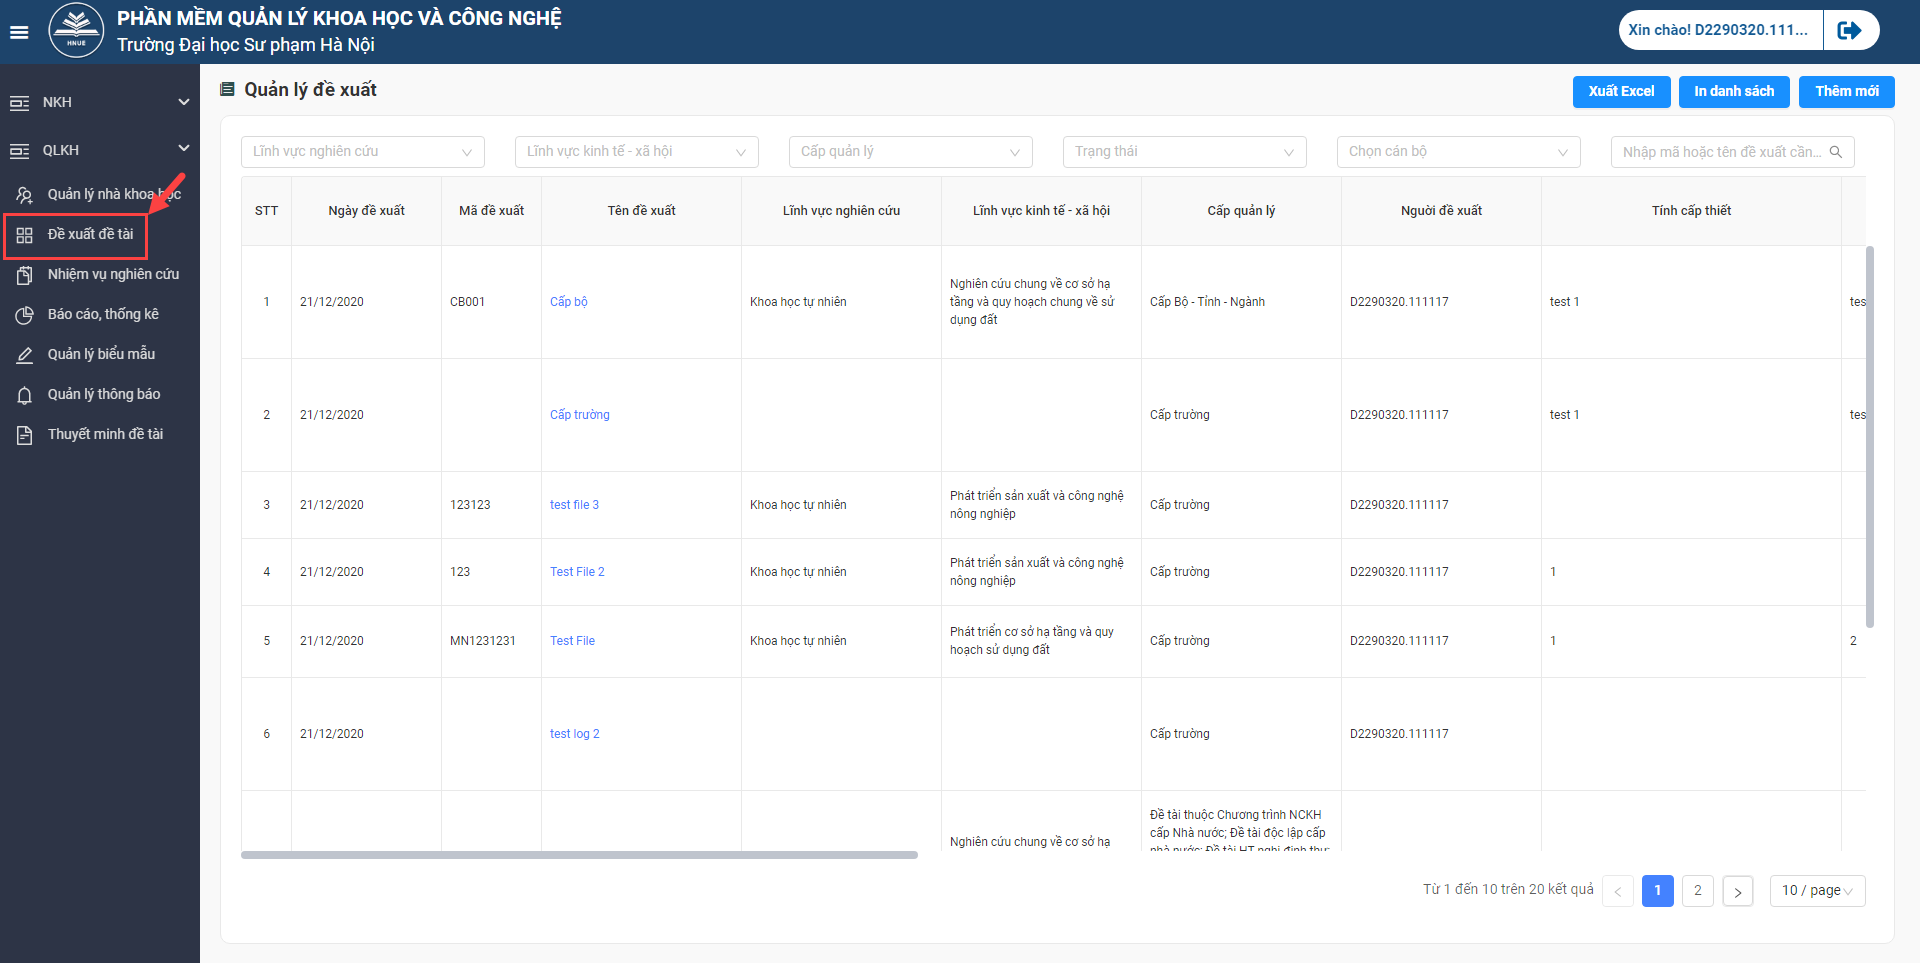 PHẦN MỀM QUẢN LÝ KHOA HỌC VÀ CÔNG NGHỆ
Trường Đại học Sư phạm Hà Nội
HNUE
Xin chào! D2290320.111...
NKH
QLKH
Quản lý nhà khoa học
Đề xuất đề tài
Nhiệm vụ nghiên cứu
Báo cáo, thống kê
Quản lý biểu mẫu
Quản lý thông báo
Thuyết minh đề tài
Quản lý đề xuất
Xuất Excel In danh sách Thêm mới
Lĩnh vực nghiên cứu Lĩnh vực kinh tế - xã hội Cấp quản lý Trạng thái Chọn cán bộ Nhập mã hoặc tên đề xuất cần...
STT Ngày đề xuất Mã đề xuất Tên đề xuất Lĩnh vực nghiên cứu Lĩnh vực kinh tế - xã hội Cấp quản lý Người đề xuất Tính cấp thiết
Nghiên cứu chung về cơ sở hạ
1 21/12/2020 CB001 Cấp bộ Khoa học tự nhiên tầng và quy hoạch chung về sử Cấp Bộ - Tỉnh - Ngành D2290320.111117 test 1 tes
dụng đất
2 21/12/2020 Cấp trường Cấp trường D2290320.111117 test 1 tes
Phát triển sản xuất và công nghệ
3 21/12/2020 123123 test file 3 Khoa học tự nhiên Cấp trường D2290320.111117
nông nghiệp
Phát triển sản xuất và công nghệ
4 21/12/2020 123 Test File 2 Khoa học tự nhiên Cấp trường D2290320.111117 1
nông nghiệp
Phát triển cơ sở hạ tầng và quy
5 21/12/2020 MN1231231 Test File Khoa học tự nhiên Cấp trường D2290320.111117 1 2
hoạch sử dụng đất
6 21/12/2020 test log 2 Cấp trường D2290320.111117
Đề tài thuộc Chương trình NCKH
cấp Nhà nước; Đề tài độc lập cấp
Nghiên cứu chung về cơ sở hạ
nhà nước; Đề tài HT nghị định thư;
Từ 1 đến 10 trên 20 kết quả < 1 2 > 10 / page